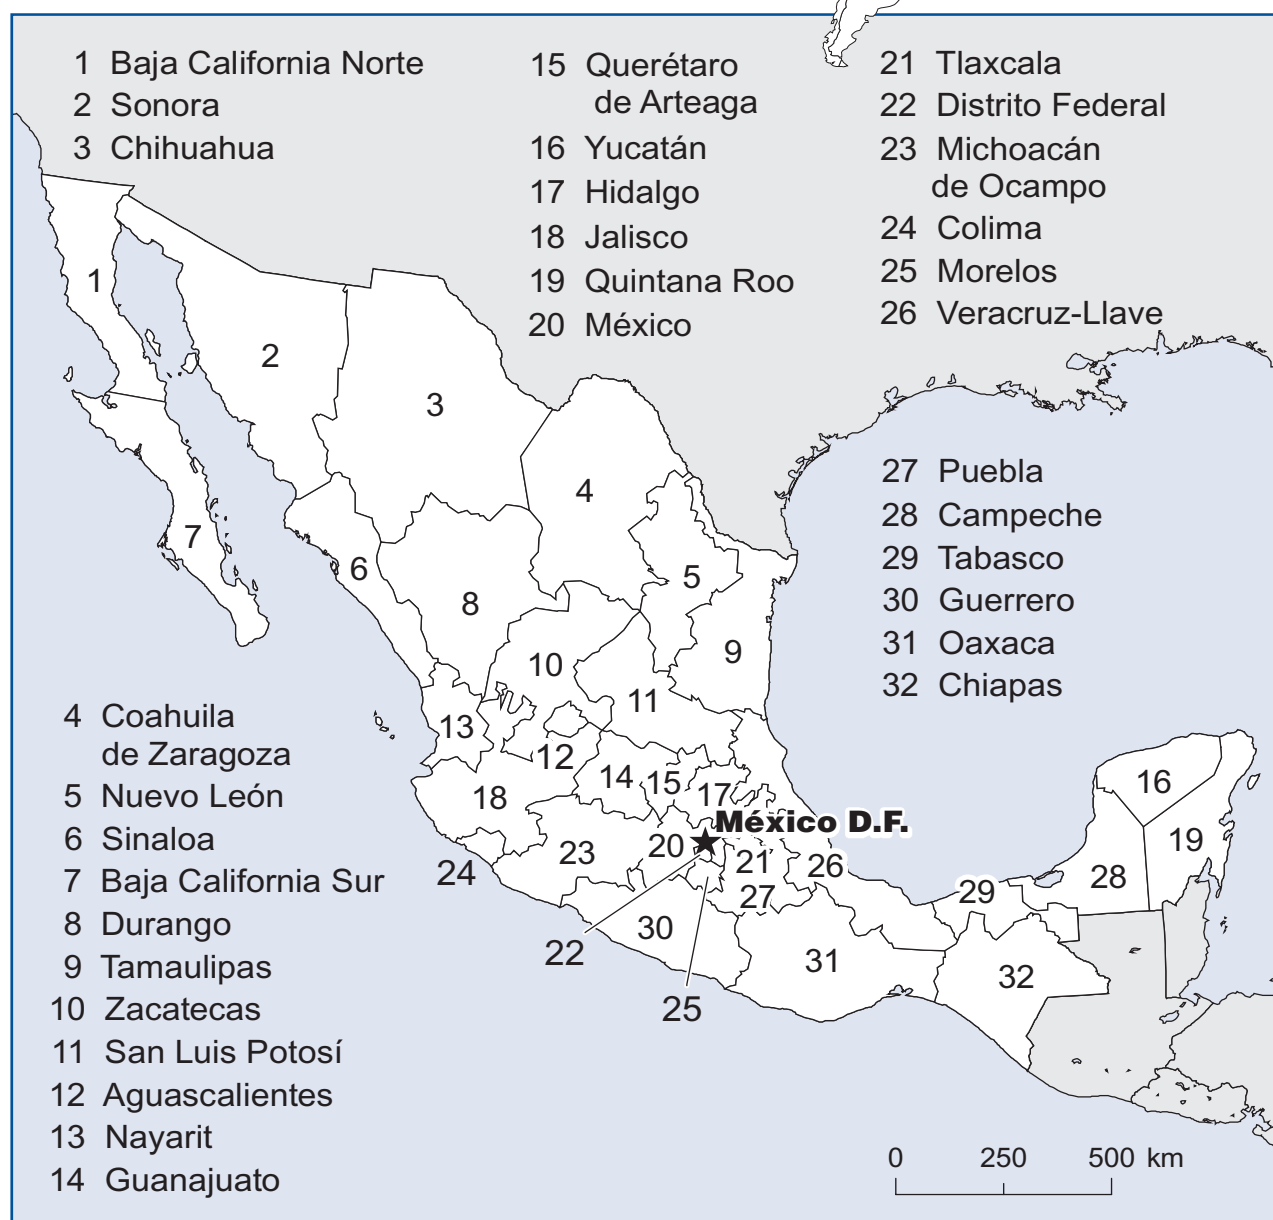 1 Baja California Norte
2 Sonora
3 Chihuahua
15 Querétaro
de Arteaga
16 Yucatán
17 Hidalgo
18 Jalisco
19 Quintana Roo
20 México
21 Tlaxcala
22 Distrito Federal
23 Michoacán
de Ocampo
24 Colima
25 Morelos
26 Veracruz-Llave
27 Puebla
28 Campeche
29 Tabasco
30 Guerrero
31 Oaxaca
32 Chiapas
4 Coahuila
de Zaragoza
5 Nuevo León
6 Sinaloa
7 Baja California Sur
8 Durango
9 Tamaulipas
10 Zacatecas
11 San Luis Potosí
12 Aguascalientes
13 Nayarit
14 Guanajuato
1
2
3
4
7
6
5
8
9
10
11
13
12
14
15
17
16
18
México D.F.
19
20
23
21
26
24
28
27
29
30
22
31
32
25
0 250 500 km